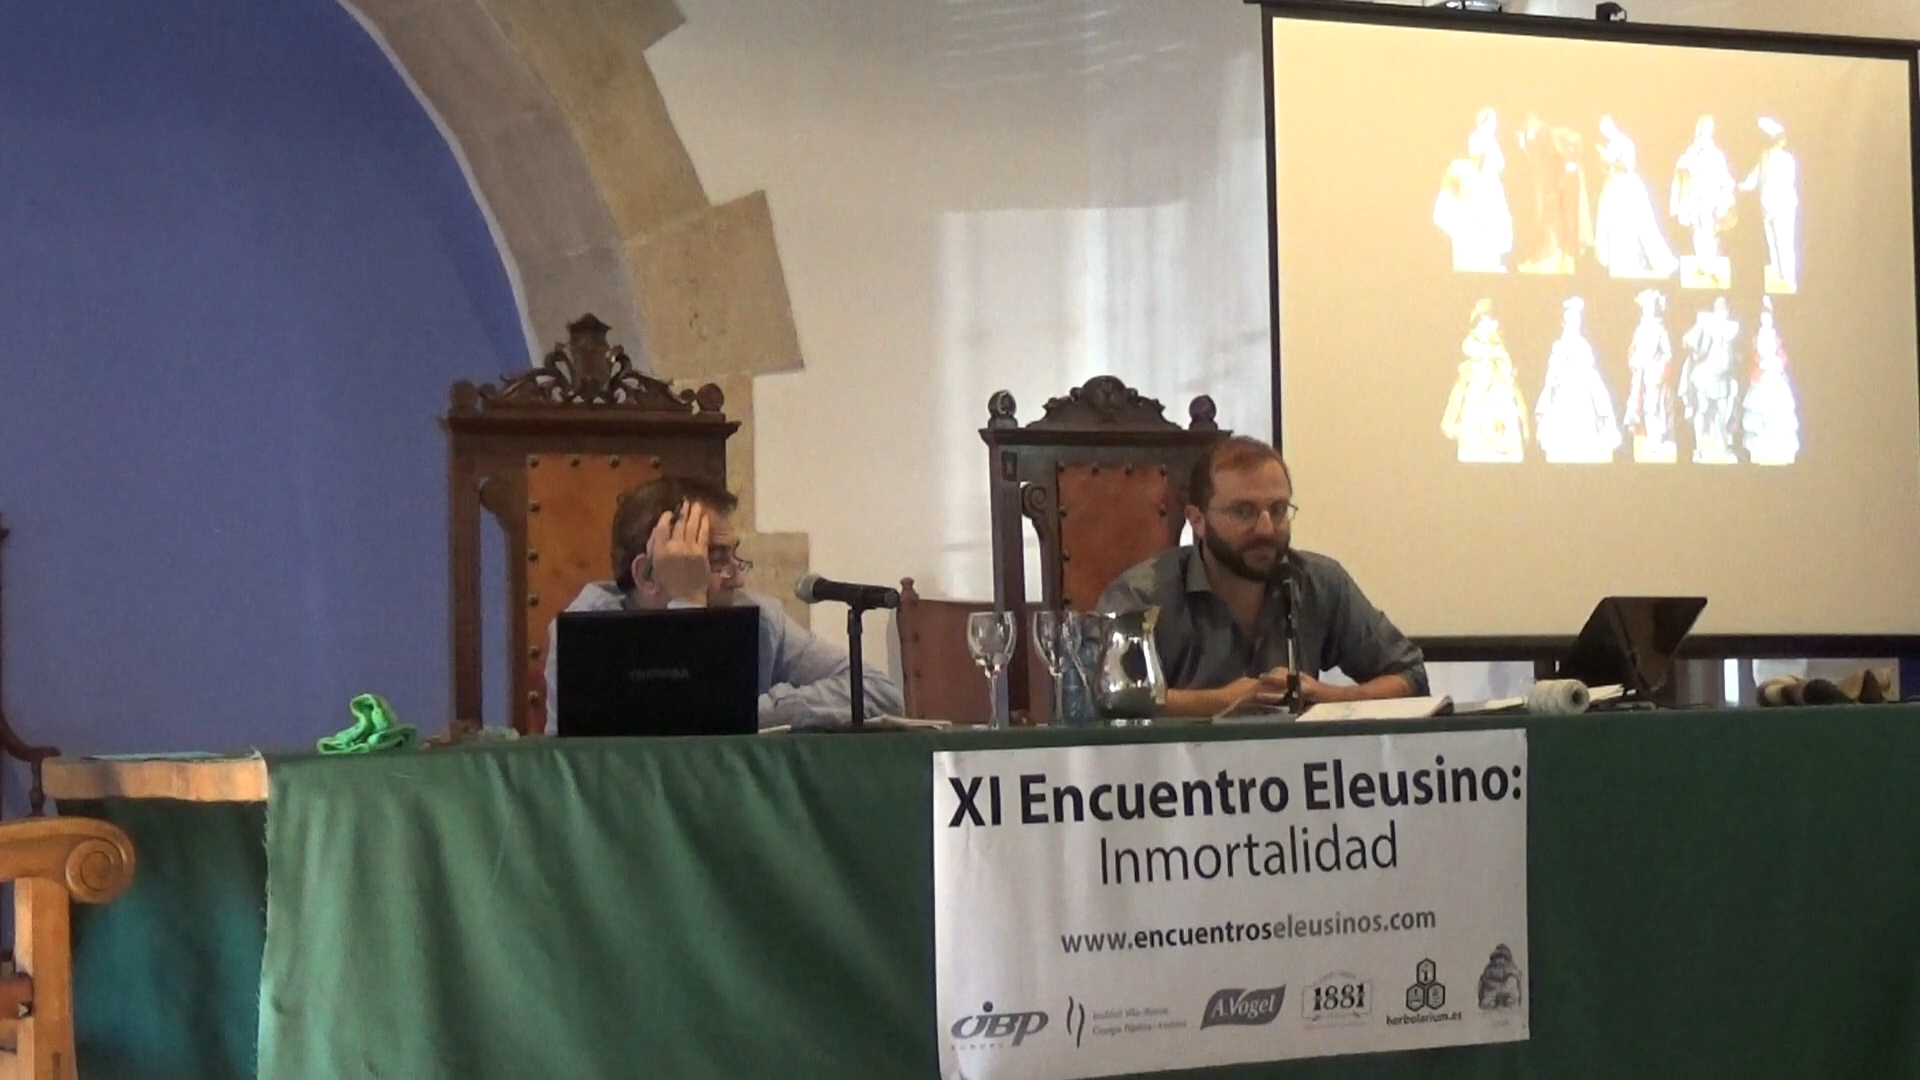 XI Encuentro Eleusino:
Inmortalidad
www.encuentroseleusinos.com
A.Vogel
1881
herbolarium.es